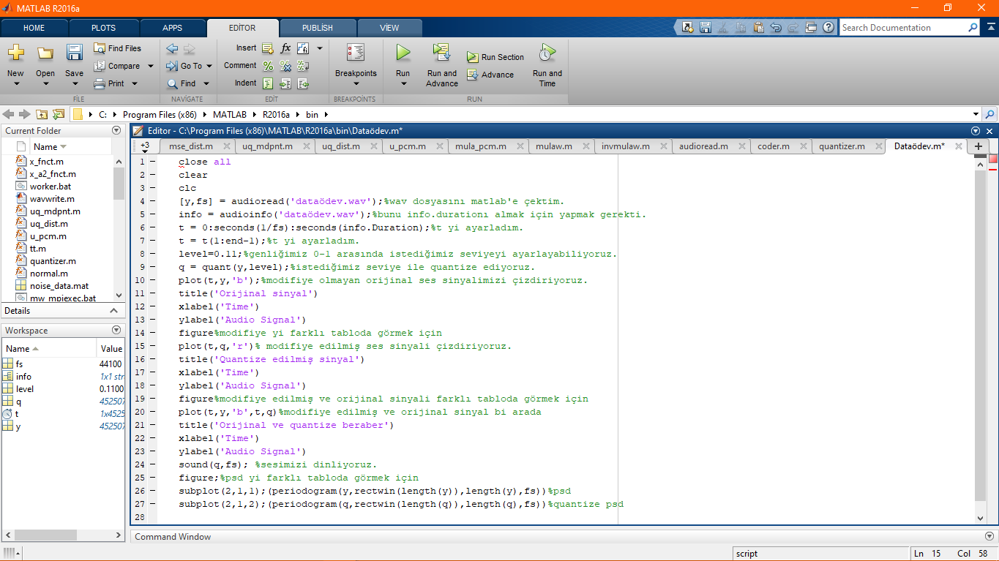 MATLAB R2016a
HOME PLOTS APPS EDİTOR PUBLİSH VİEW
Search Documentation
New Open Save
Find Files
Compare
Print
FİLE
Go To
Find
NAVİGATE
Insert fx
Comment
Indent
EDİT
Breakpoints
BREAKPOINTS
Run
Run and Advance
Run Section
Advance
Run and Time
RUN
C: Program Files (x86) MATLAB R2016a bin
Current Folder
Name
x_fnct.m
x_a2_fnct.m
worker.bat
wavwrite.m
uq_mdpnt.m
uq_dist.m
u_pcm.m
tt.m
quantizer.m
normal.m
noise_data.mat
mw_mpiexec.bat
Details
Workspace
Name Value
fs 44100
info 1x1 str
level 0.1100
q 452507
t 1x4525
y 452507
Editor - C:\Program Files (x86)\MATLAB\R2016a\bin\Dataödev.m*
+3 mse_dist.m uq_mdpnt.m uq_dist.m u_pcm.m mula_pcm.m mulaw.m invmulaw.m audioread.m coder.m quantizer.m Dataödev.m*
1 close all
2 clear
3 clc
4 [y,fs] = audioread('dataödev.wav');%wav dosyasını matlab'e çektim.
5 info = audioinfo('dataödev.wav');%bunu info.durationı almak için yapmak gerekti.
6 t = 0:seconds(1/fs):seconds(info.Duration);%t yi ayarladım.
7 t = t(1:end-1);%t yi ayarladım.
8 level=0.11;%genliğimiz 0-1 arasında istediğimiz seviyeyi ayarlayabiliyoruz.
9 q = quant(y,level);%istediğimiz seviye ile quantize ediyoruz.
10 plot(t,y,'b');%modifiye olmayan orijinal ses sinyalimizi çizdiriyoruz.
11 title('Orijinal sinyal')
12 xlabel('Time')
13 ylabel('Audio Signal')
14 figure%modifiye yi farklı tabloda görmek için
15 plot(t,q,'r')% modifiye edilmiş ses sinyali çizdiriyoruz.
16 title('Quantize edilmiş sinyal')
17 xlabel('Time')
18 ylabel('Audio Signal')
19 figure%modifiye edilmiş ve orijinal sinyali farklı tabloda görmek için
20 plot(t,y,'b',t,q)%modifiye edilmiş ve orijinal sinyal bi arada
21 title('Orijinal ve quantize beraber')
22 xlabel('Time')
23 ylabel('Audio Signal')
24 sound(q,fs); %sesimizi dinliyoruz.
25 figure;%psd yi farklı tabloda görmek için
26 subplot(2,1,1);(periodogram(y,rectwin(length(y)),length(y),fs))%psd
27 subplot(2,1,2);(periodogram(q,rectwin(length(q)),length(q),fs))%quantize psd
28
Command Window
script Ln 15 Col 58